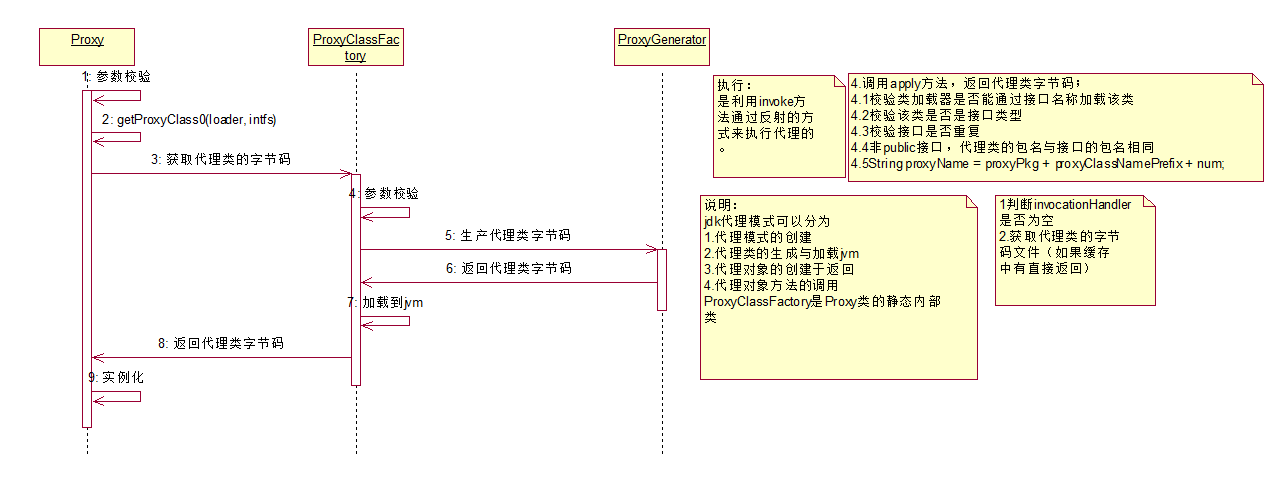 Proxy
ProxyClassFac
tory
ProxyGenerator
1: 参数校验
2: getProxyClass0(loader, intfs)
3: 获取代理类的字节码
4: 参数校验
5: 生产代理类字节码
6: 返回代理类字节码
7: 加载到jvm
8: 返回代理类字节码
9: 实例化
执行：
是利用invoke方
法通过反射的方
式来执行代理的
。
4.调用apply方法，返回代理类字节码；
4.1校验类加载器是否能通过接口名称加载该类
4.2校验该类是否是接口类型
4.3校验接口是否重复
4.4非public接口，代理类的包名与接口的包名相同
4.5String proxyName = proxyPkg + proxyClassNamePrefix + num;
说明：
jdk代理模式可以分为
1.代理模式的创建
2.代理类的生成与加载jvm
3.代理对象的创建于返回
4.代理对象方法的调用
ProxyClassFactory是Proxy类的静态内部
类
1判断invocationHandler
是否为空
2.获取代理类的字节
码文件（如果缓存
中有直接返回）